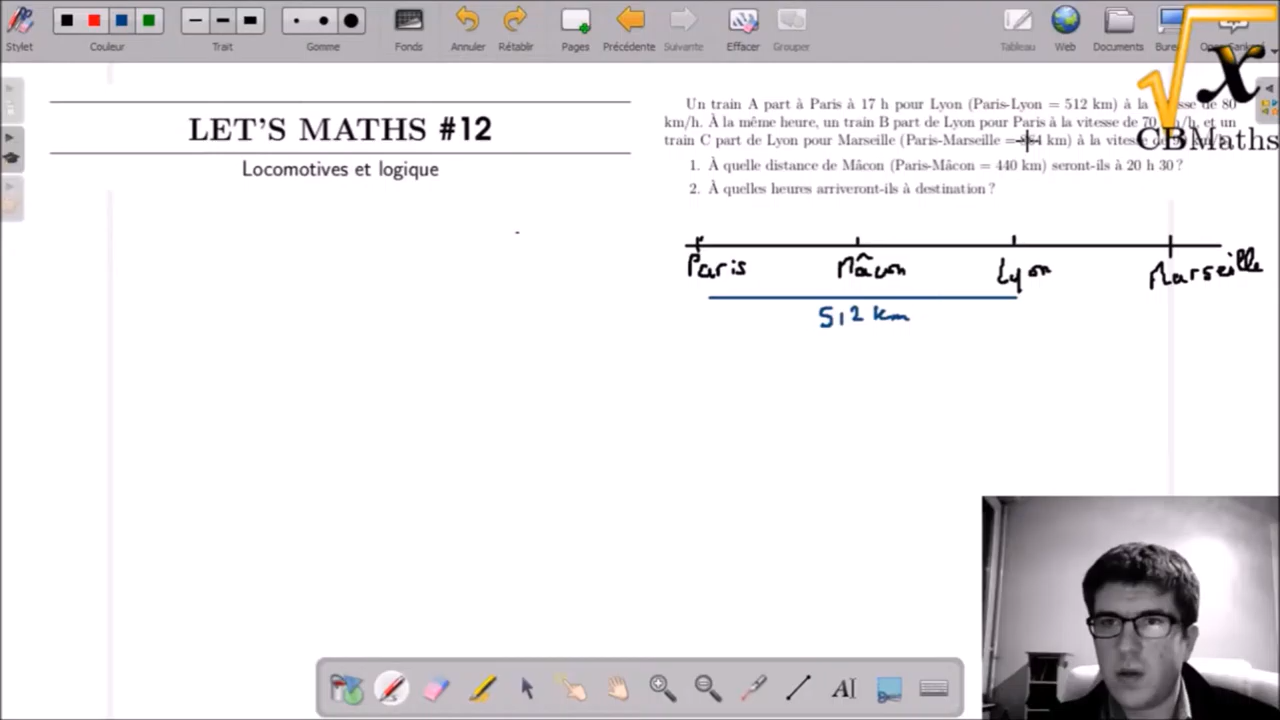 Stylet
Couleur
Trait
Gomme
Fonds
Annuler
Rétablir
Pages
Précédente
Suivante
Effacer
Grouper
Tableau
Web
Documents
LET'S MATHS #12
Locomotives et logique
Un train A part à Paris à 17 h pour Lyon (Paris-Lyon = 512 km) à la de 80
km/h. À la même heure, un train B part de Lyon pour Paris à la vitesse de 70 et un
train C part de Lyon pour Marseille (Paris-Marseille = km) à la
1. À quelle distance de Mâcon (Paris-Mâcon = 440 km) seront-ils à 20 h 30 ?
2. À quelles heures arriveront-ils à destination ?
√x
CBMaths
Paris Mâcon Lyon Marseille
512 km